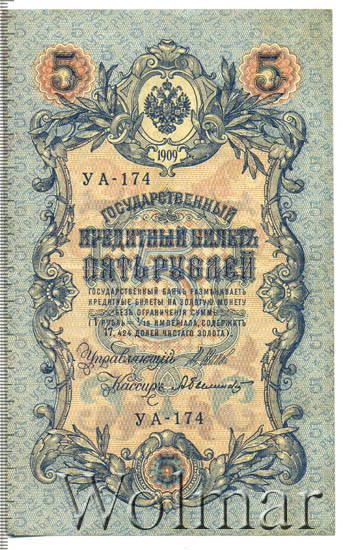 5 5
1909
УА-174
ГОСУДАРСТВЕННЫЙ
КРЕДИТНЫЙ БИЛЕТЪ
ПЯТЬ РУБЛЕЙ
ГОСУДАРСТВЕННЫЙ БАНКЪ РАЗМѢНИВАЕТЪ
КРЕДИТНЫЕ БИЛЕТЫ НА ЗОЛОТУЮ МОНЕТУ
БЕЗЪ ОГРАНИЧЕНІЯ СУММЫ
(1 РУБЛЬ = 1/15 ИМПЕРІАЛА, СОДЕРЖИТЪ
17,424 ДОЛЕЙ ЧИСТАГО ЗОЛОТА).
Управляющій
Кассиръ
УА-174
5
Wolmar